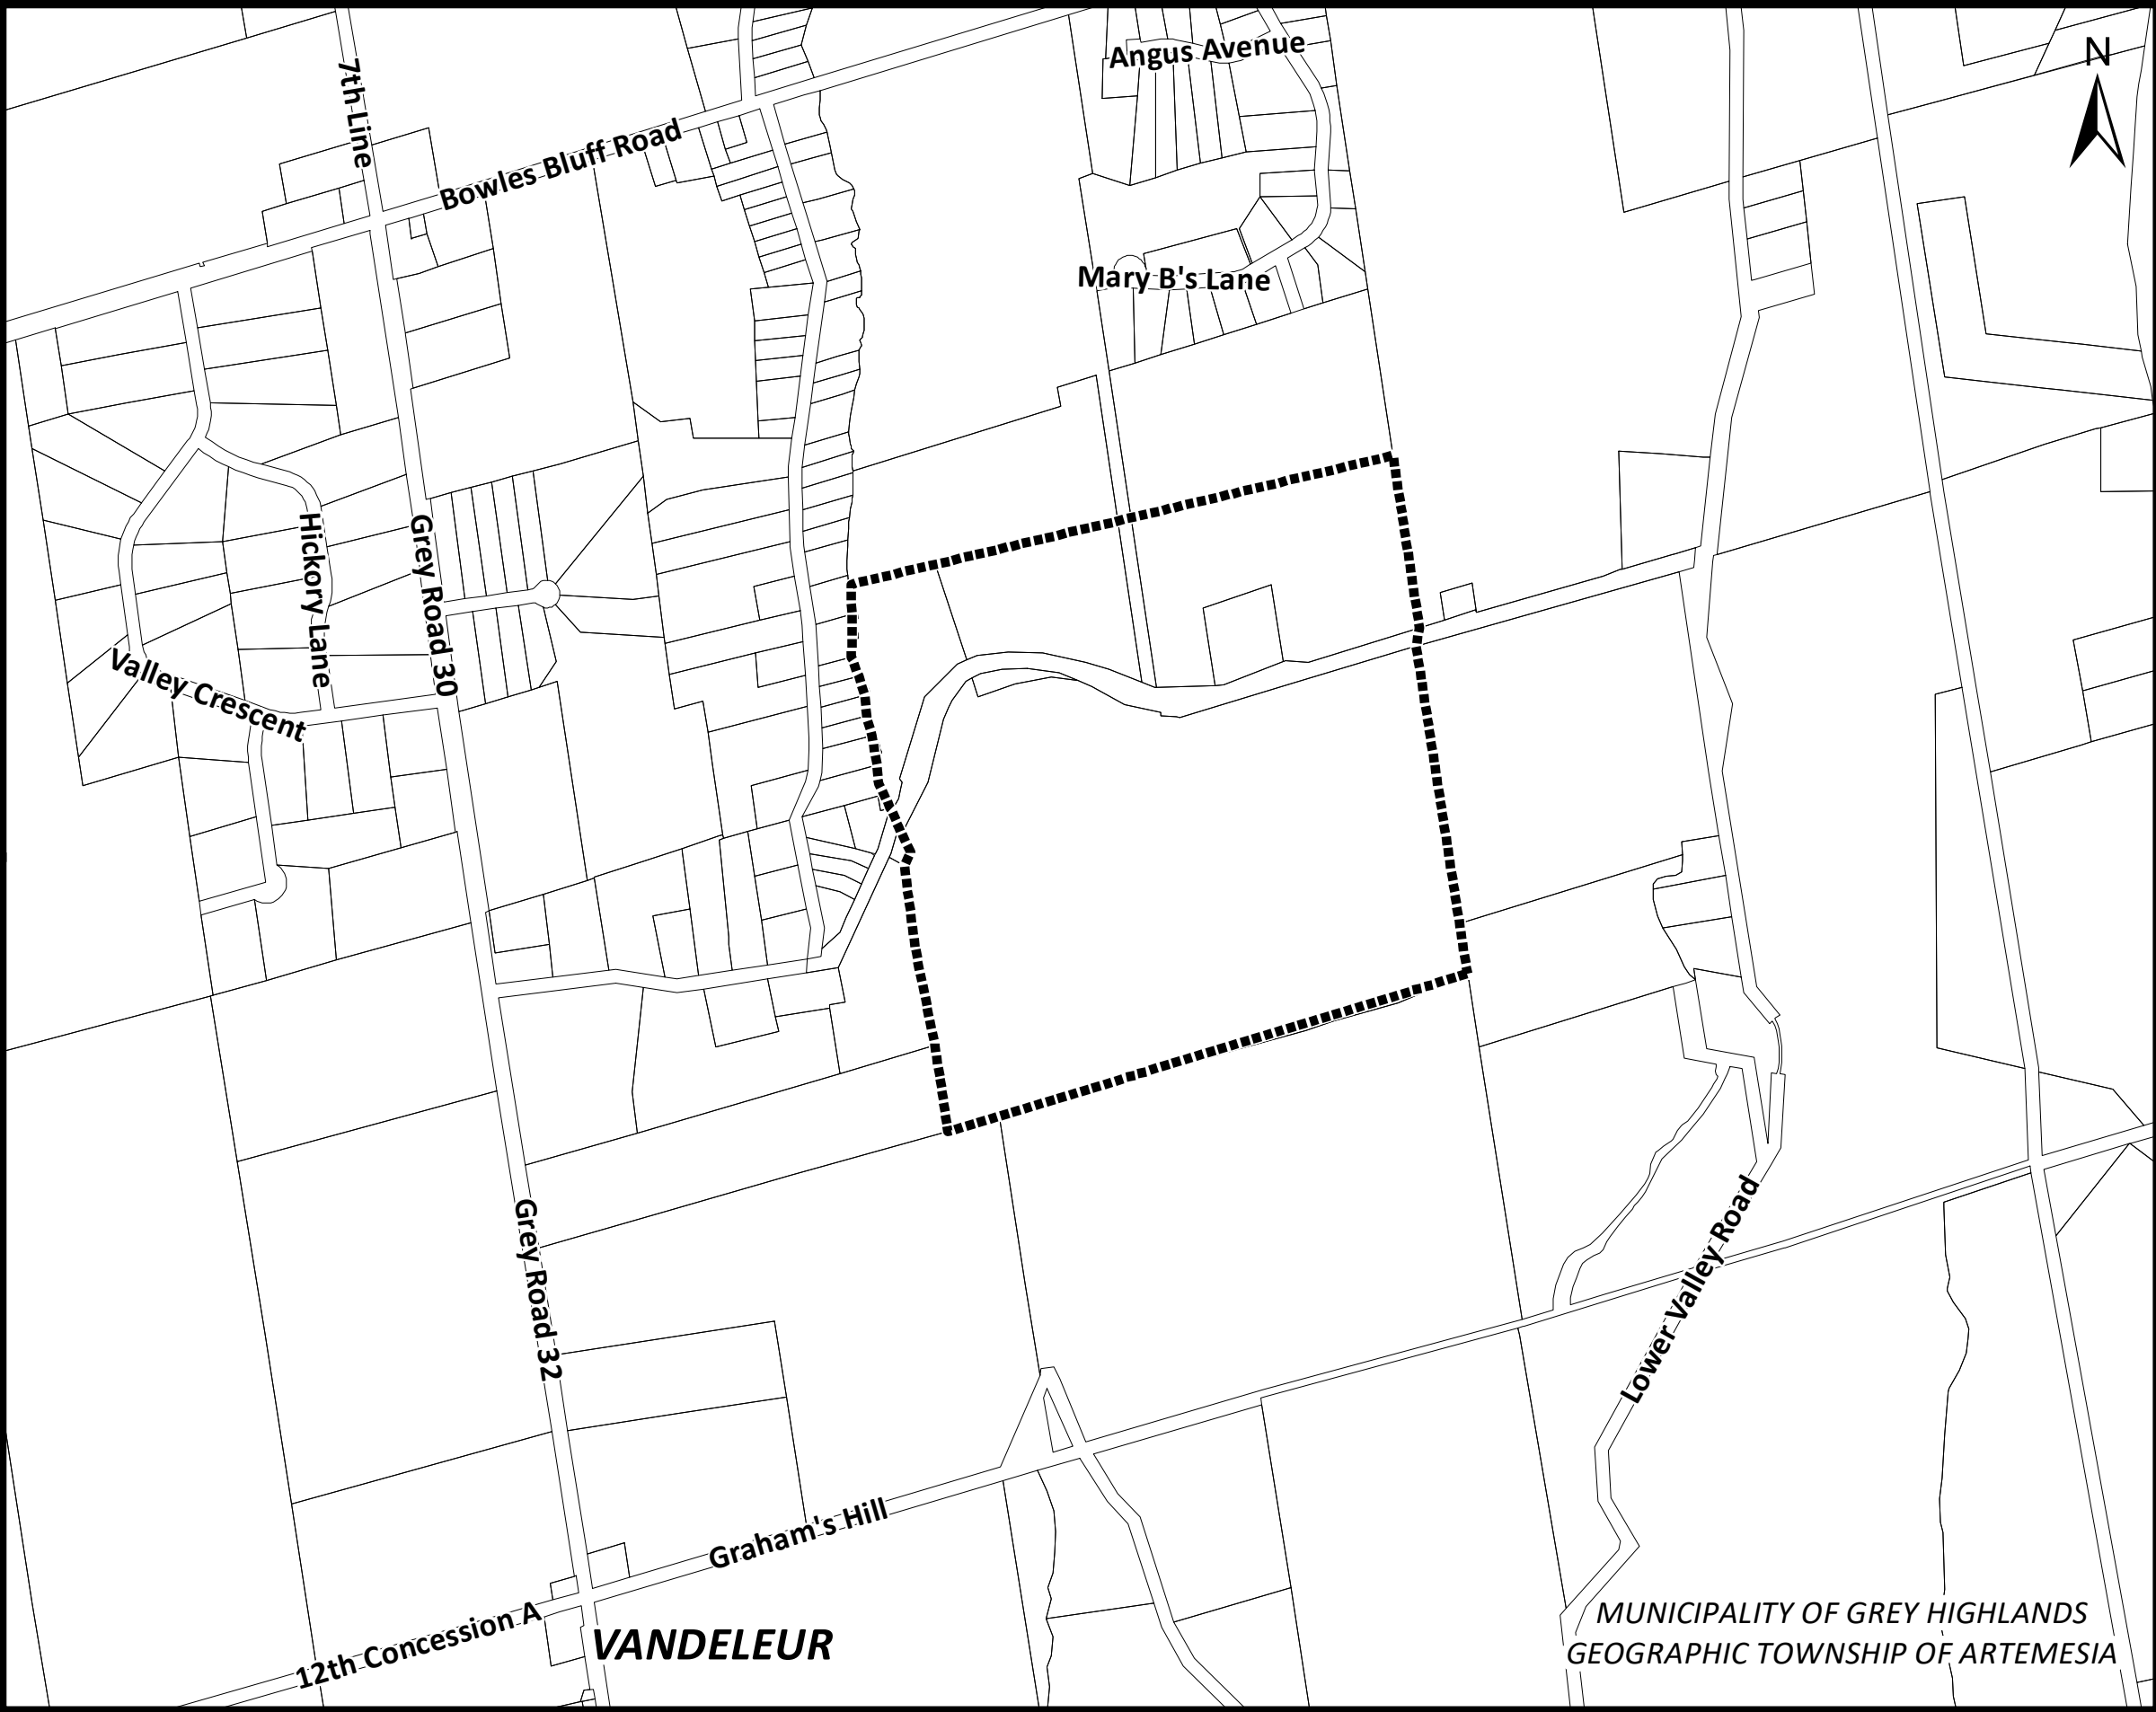 Angus Avenue
N
7th Line
Bowles Bluff Road
Mary B's Lane
Hickory Lane
Grey Road 30
Valley Crescent
Grey Road 32
Lower Valley Road
Graham's Hill
12th Concession A
VANDELEUR
MUNICIPALITY OF GREY HIGHLANDS
GEOGRAPHIC TOWNSHIP OF ARTEMESIA